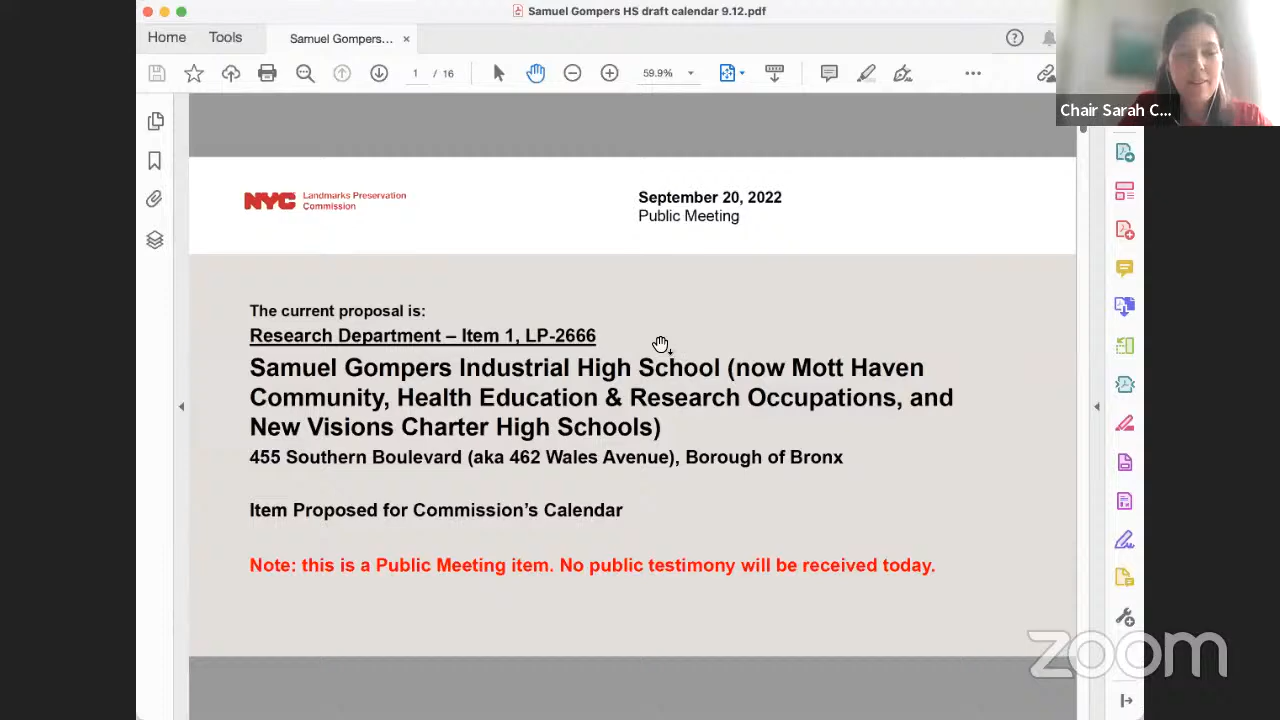 Samuel Gompers HS draft calendar 9.12.pdf
Home
Tools
Samuel Gompers...
1 / 16
59.9%
Chair Sarah C...
NYC
Landmarks Preservation
Commission
September 20, 2022
Public Meeting
The current proposal is:
Research Department – Item 1, LP-2666
Samuel Gompers Industrial High School (now Mott Haven
Community, Health Education & Research Occupations, and
New Visions Charter High Schools)
455 Southern Boulevard (aka 462 Wales Avenue), Borough of Bronx
Item Proposed for Commission's Calendar
Note: this is a Public Meeting item. No public testimony will be received today.
zoom